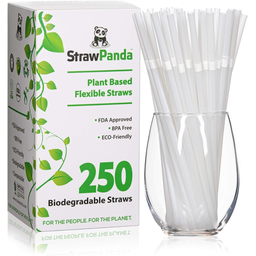 StrawPanda
Plant Based
Flexible Straws
• FDA Approved
• BPA Free
• Eco-Friendly
250
Biodegradable Straws
FOR THE PEOPLE. FOR THE PLANET.